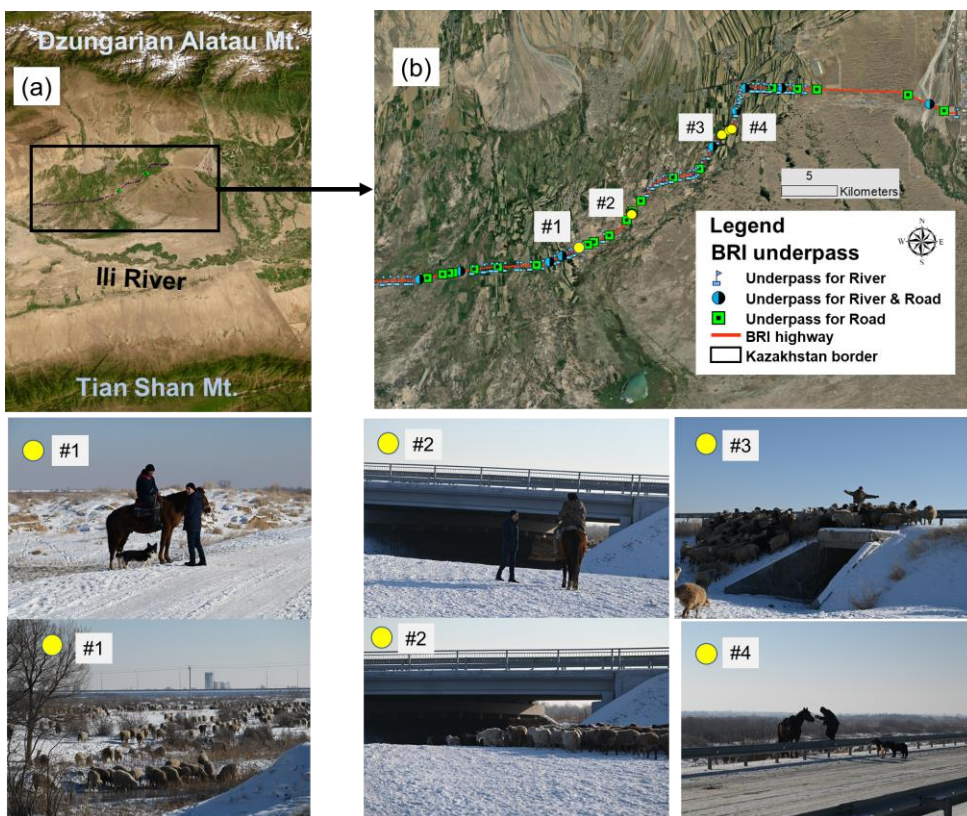 Dzungarian Alatau Mt.
(a)
Ili River
Tian Shan Mt.
(b)
#3
#4
#2
#1
5
Kilometers
Legend
N
W
E
S
BRI underpass
Underpass for River
Underpass for River & Road
Underpass for Road
BRI highway
Kazakhstan border
#1
#2
#3
#1
#2
#4